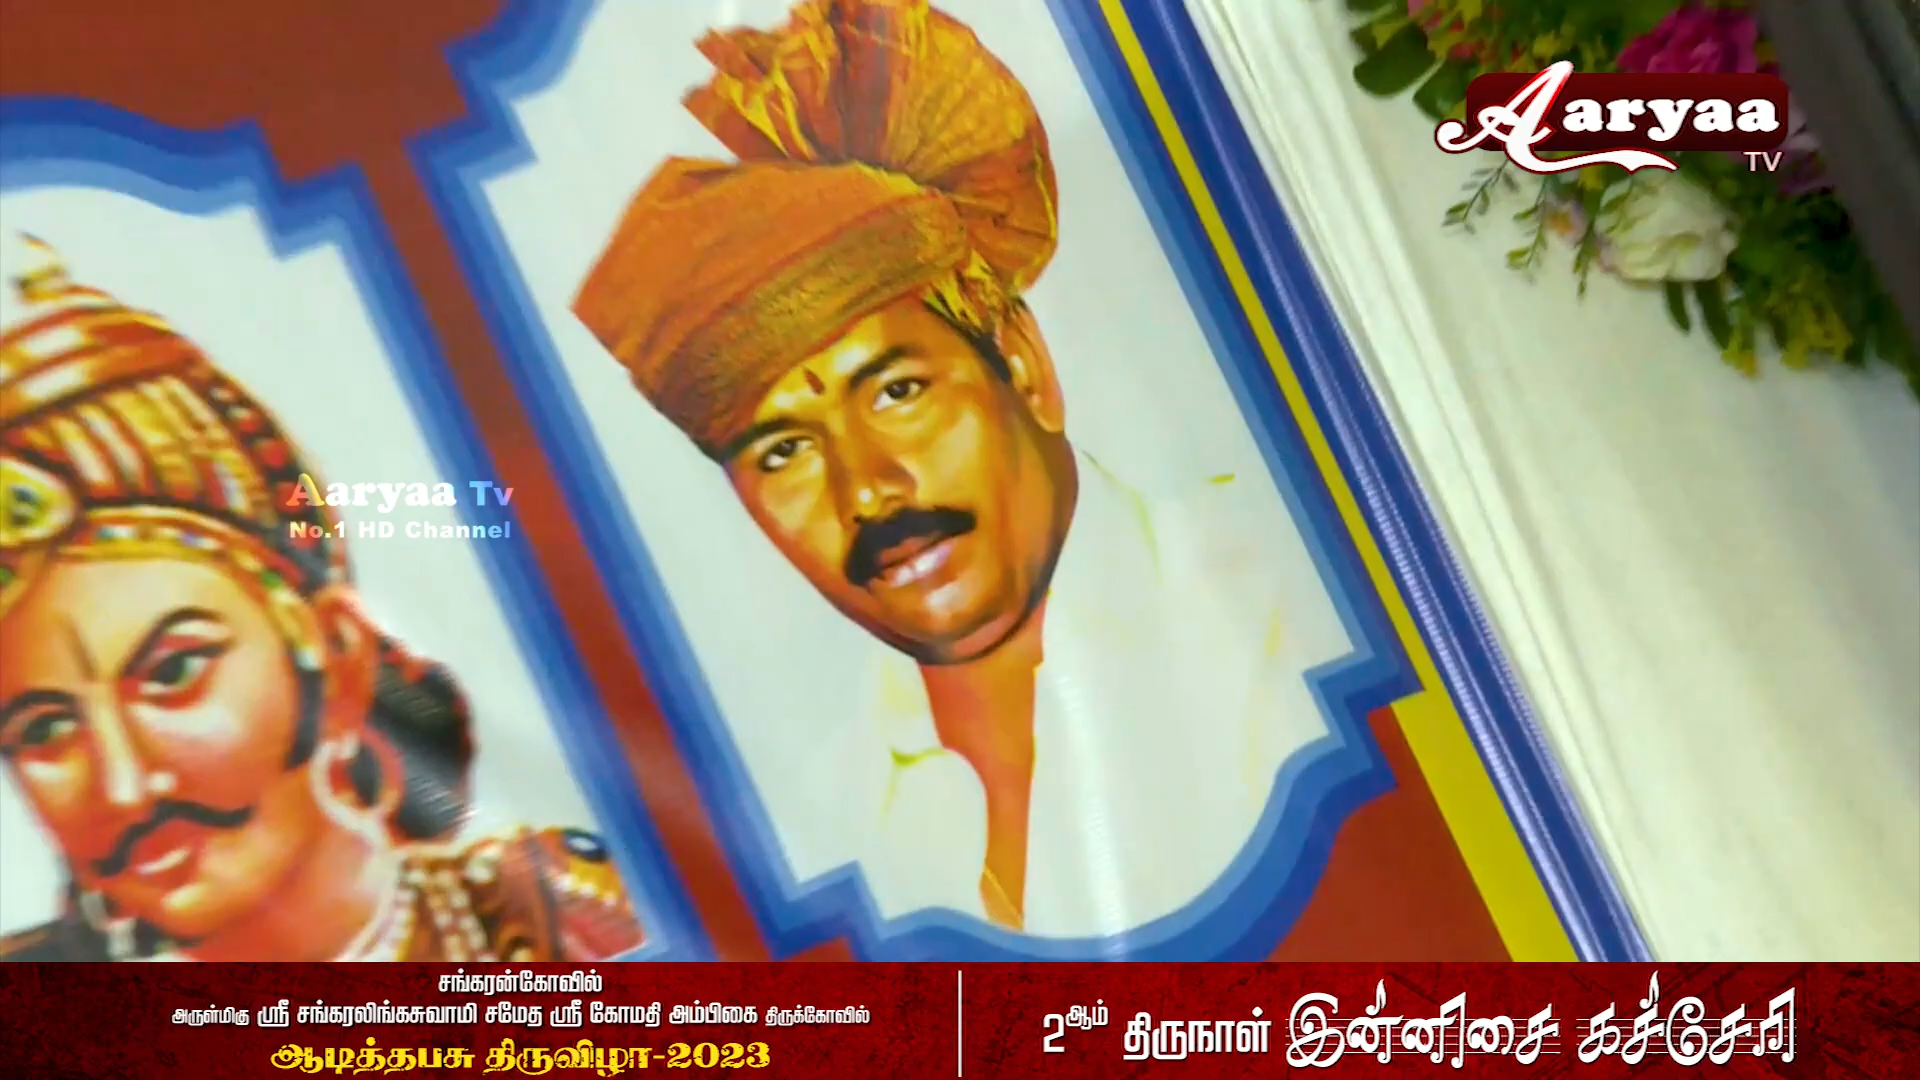 Aaryaa
TV
Aaryaa Tv
No.1 HD Channel
சங்கரன்கோவில்
அருள்மிகு ஸ்ரீ சங்கரலிங்கசுவாமி சமேத ஸ்ரீ கோமதி அம்பிகை திருக்கோவில்
ஆடித்தபசு திருவிழா-2023
2ஆம் திருநாள் இன்னிசை கச்சேரி